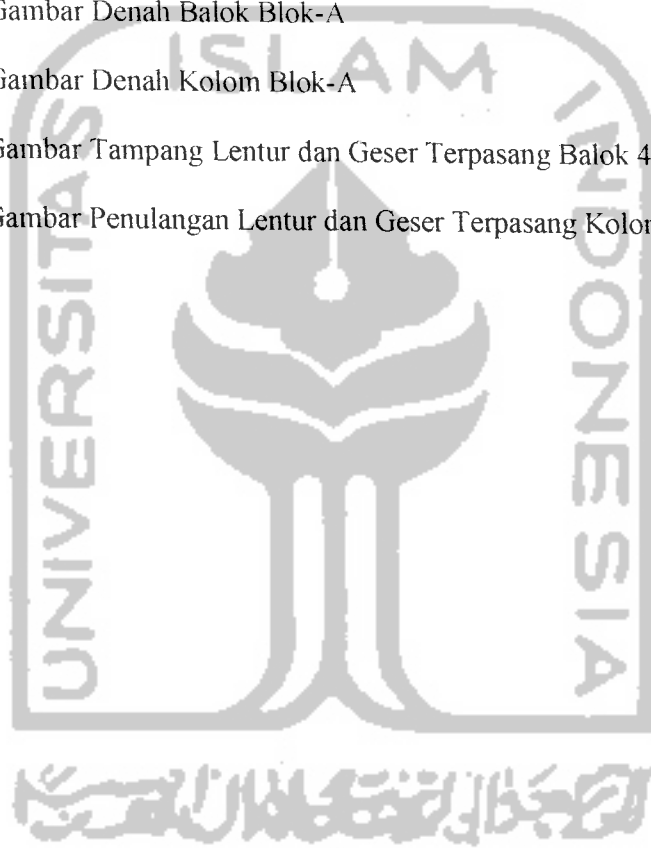 Gambar Denah Balok Blok-A
Gambar Denah Kolom Blok-A
Gambar Tampang Lentur dan Geser Terpasang Balok 4
Gambar Penulangan Lentur dan Geser Terpasang Kolom
UNIVERSITAS
ISLAM
INDONESIA